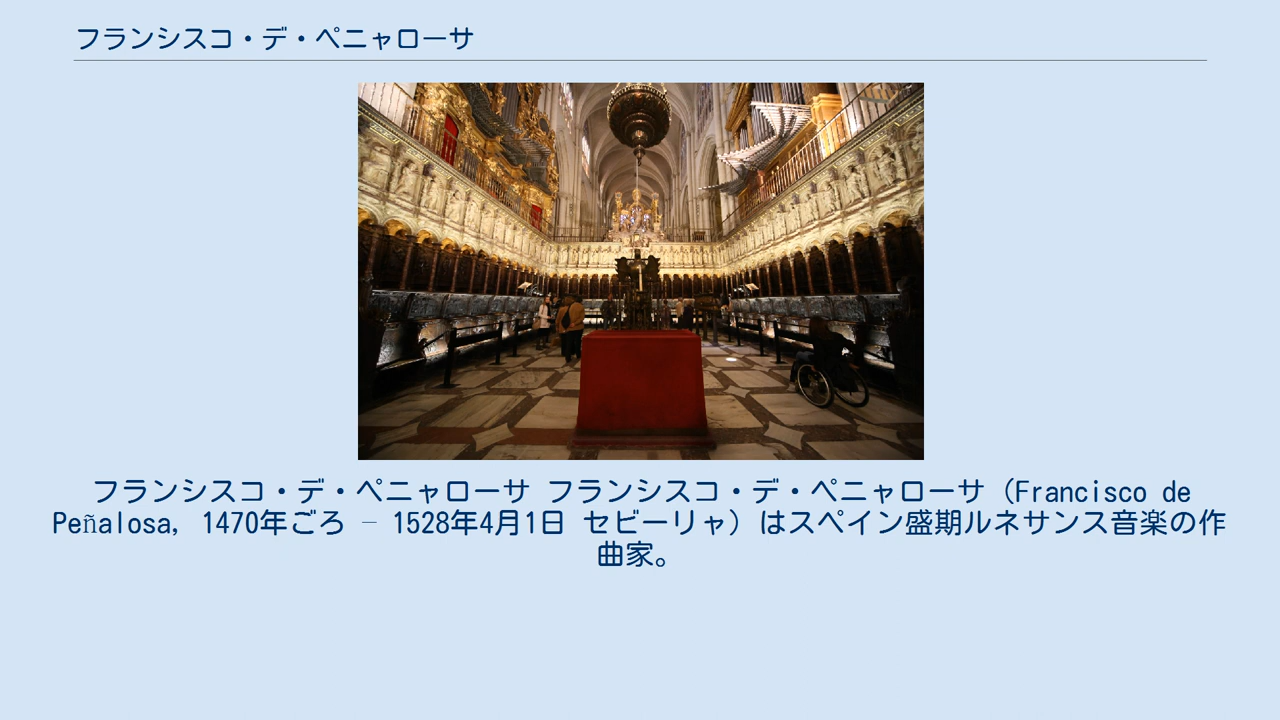 フランシスコ・デ・ペニャローサ
フランシスコ・デ・ペニャローサ フランシスコ・デ・ペニャローサ（Francisco de
Peñalosa, 1470年ごろ – 1528年4月1日 セビーリャ）はスペイン盛期ルネサンス音楽の作
曲家。